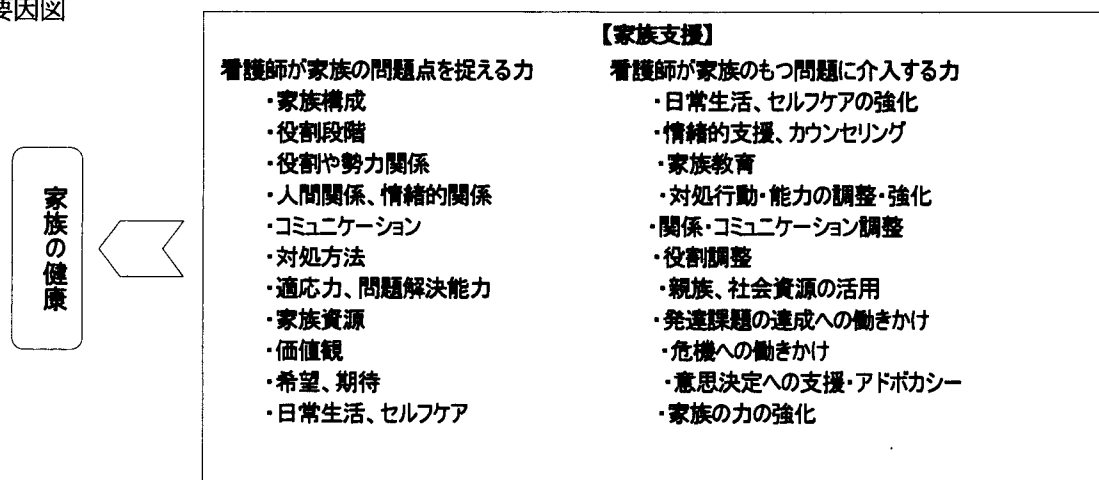 要因図
【家族支援】
看護師が家族の問題点を捉える力
・家族構成
・役割段階
・役割や勢力関係
・人間関係、情緒的関係
・コミュニケーション
・対処方法
・適応力、問題解決能力
・家族資源
・価値観
・希望、期待
・日常生活、セルフケア
看護師が家族のもつ問題に介入する力
・日常生活、セルフケアの強化
・情緒的支援、カウンセリング
・家族教育
・対処行動・能力の調整・強化
・関係・コミュニケーション調整
・役割調整
・親族、社会資源の活用
・発達課題の達成への働きかけ
・危機への働きかけ
・意思決定への支援・アドボカシー
・家族の力の強化
家族の健康